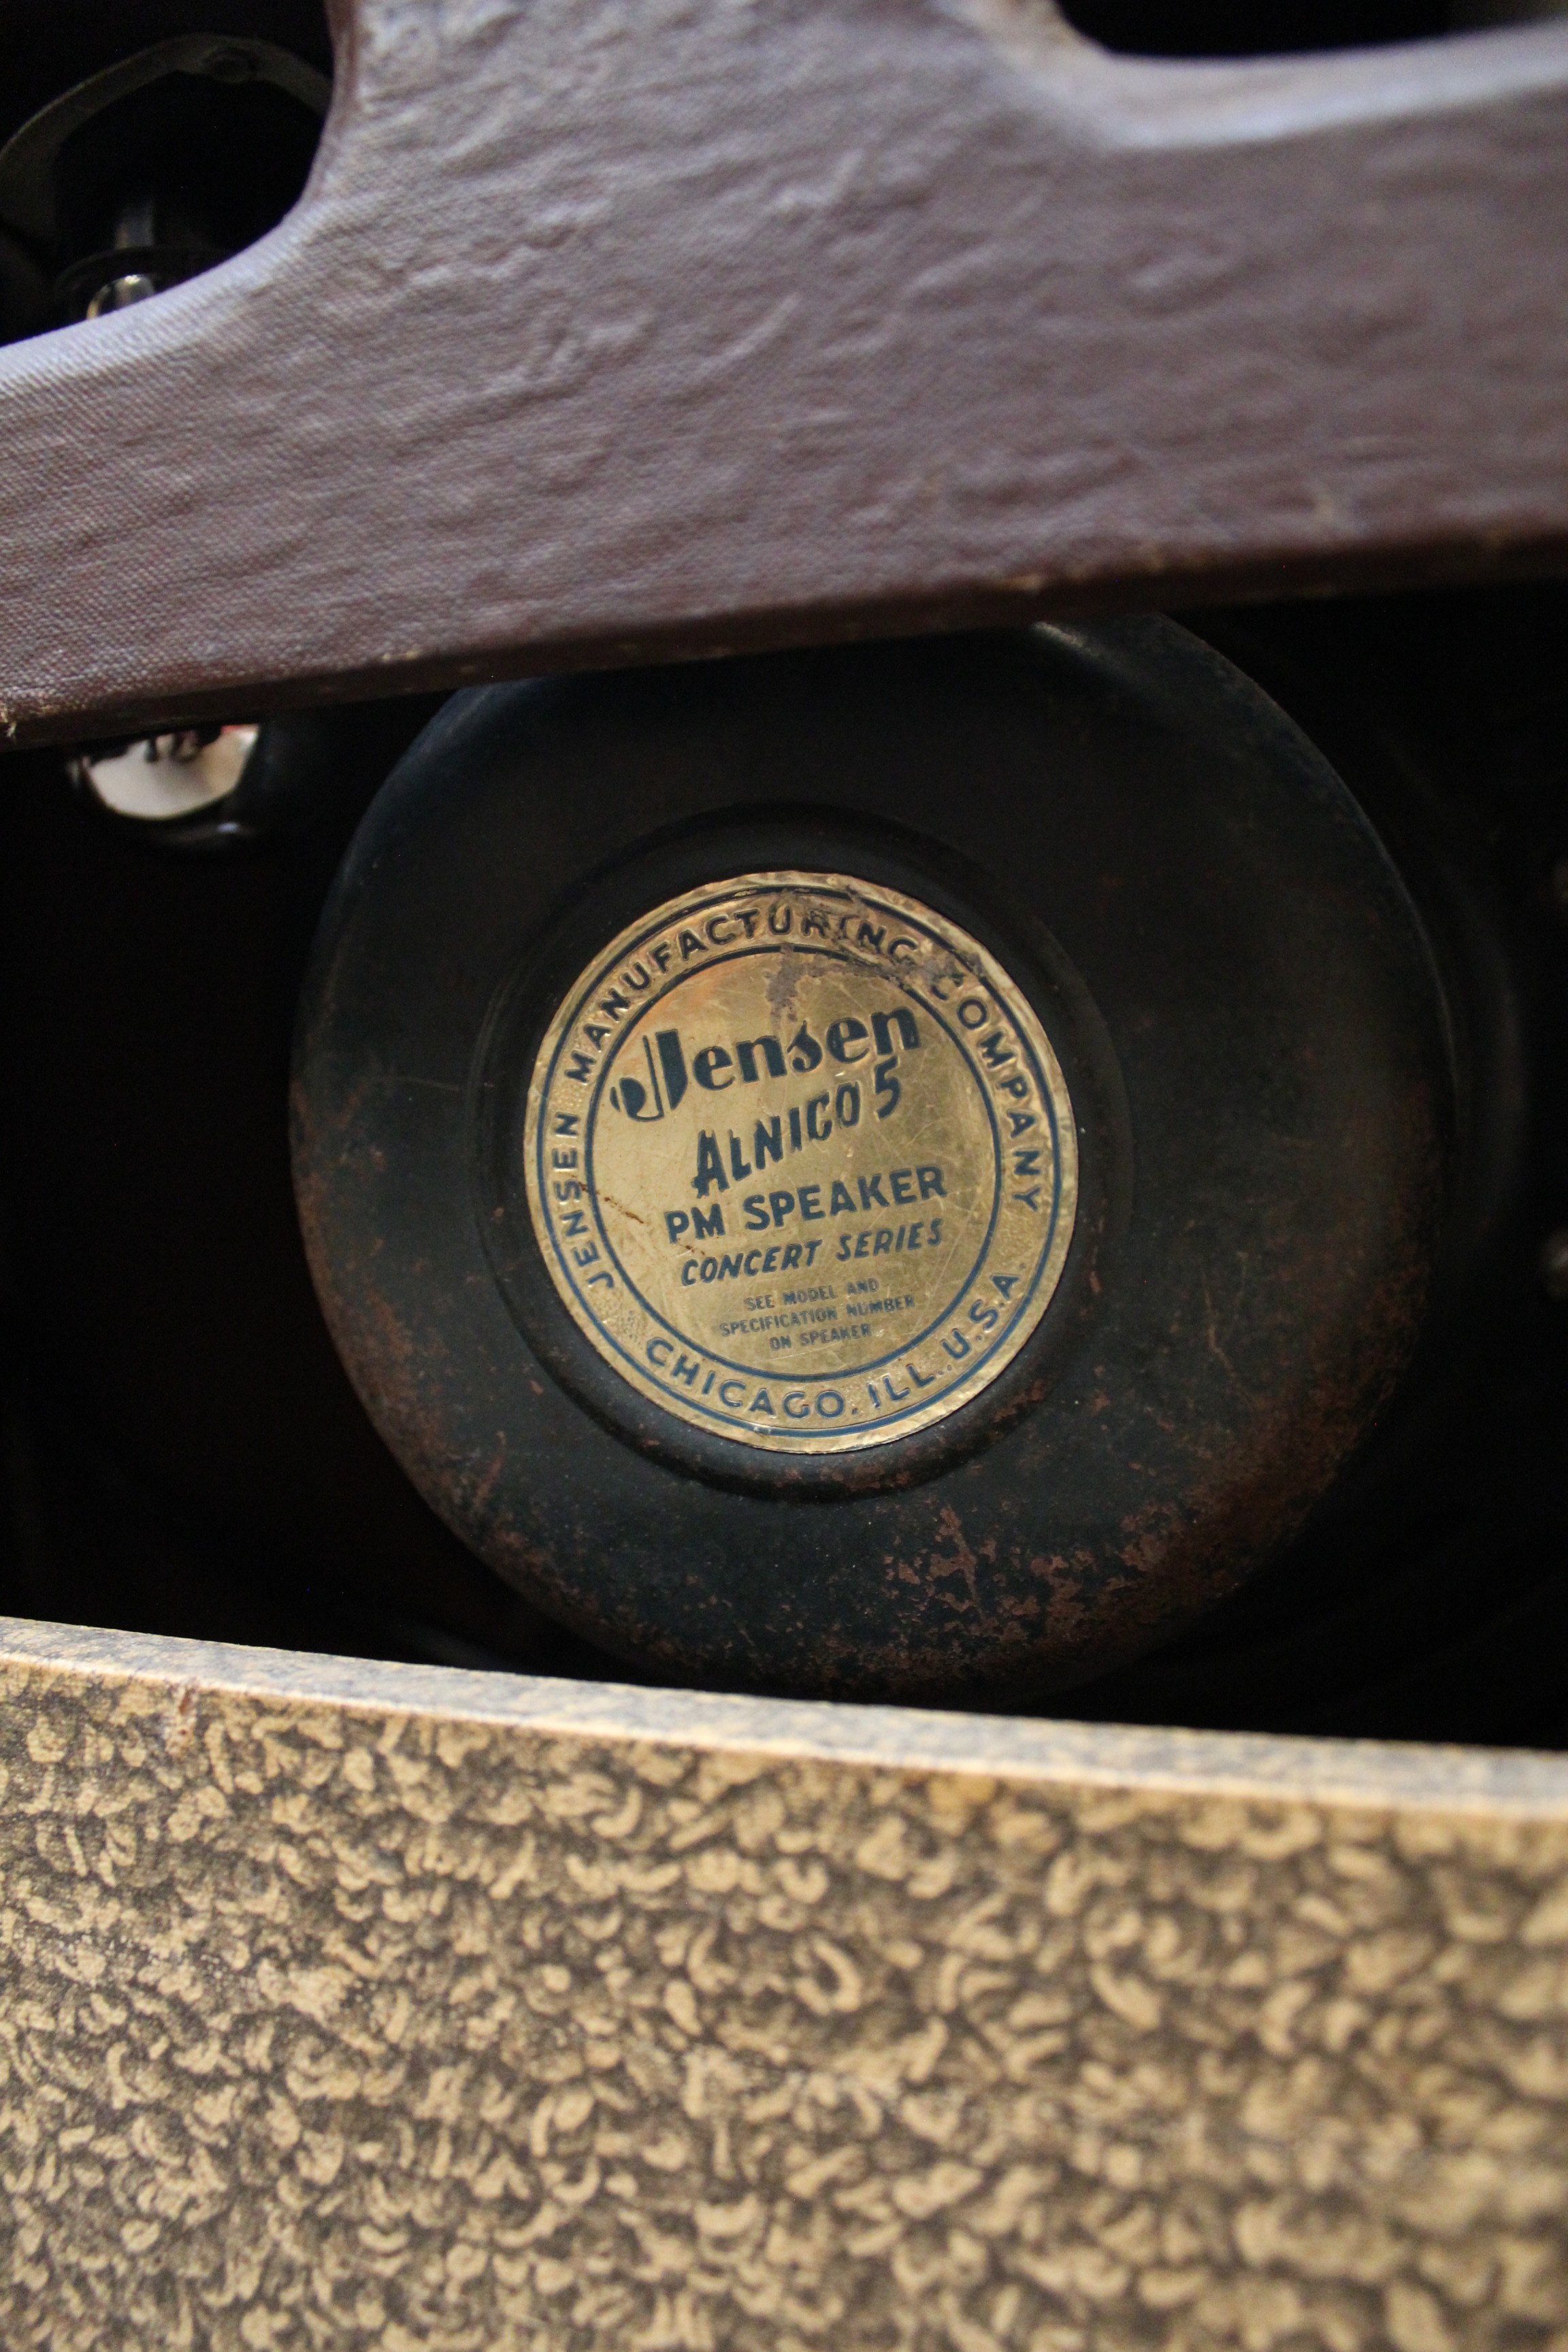 JENSEN MANUFACTURING COMPANY
Jensen
ALNICO 5
PM SPEAKER
CONCERT SERIES
SEE MODEL AND
SPECIFICATION NUMBER
ON SPEAKER
CHICAGO, ILL. U.S.A.